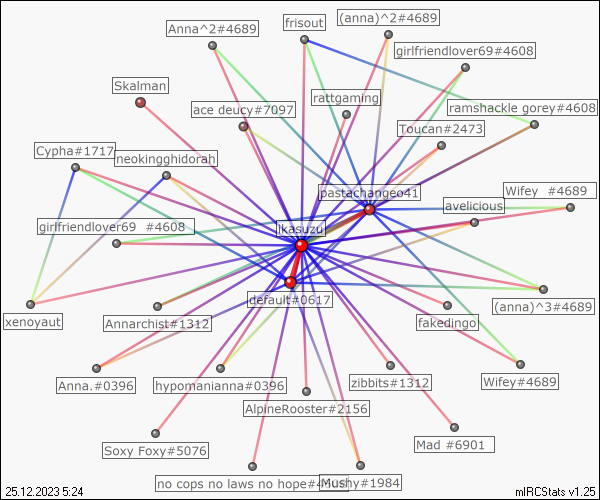 Anna^2#4689
frisout
(anna)^2#4689
girlfriendlover69#4608
Skalman
ace deucy#7097
rattgaming
ramshackle gorey#4608
Toucan#2473
Cypha#1717
neokingghidorah
pastachangeo41
Wifey #4689
avelicious
girlfriendlover69 #4608
ikasuzu
default#0617
(anna)^3#4689
xenoyaut
Annarchist#1312
fakedingo
Anna.#0396
hypomanianna#0396
zibbits#1312
Wifey#4689
AlpineRooster#2156
Soxy Foxy#5076
Mad #6901
no cops no laws no hope#4
Mushy#1984
25.12.2023 5:24
mIRCStats v1.25